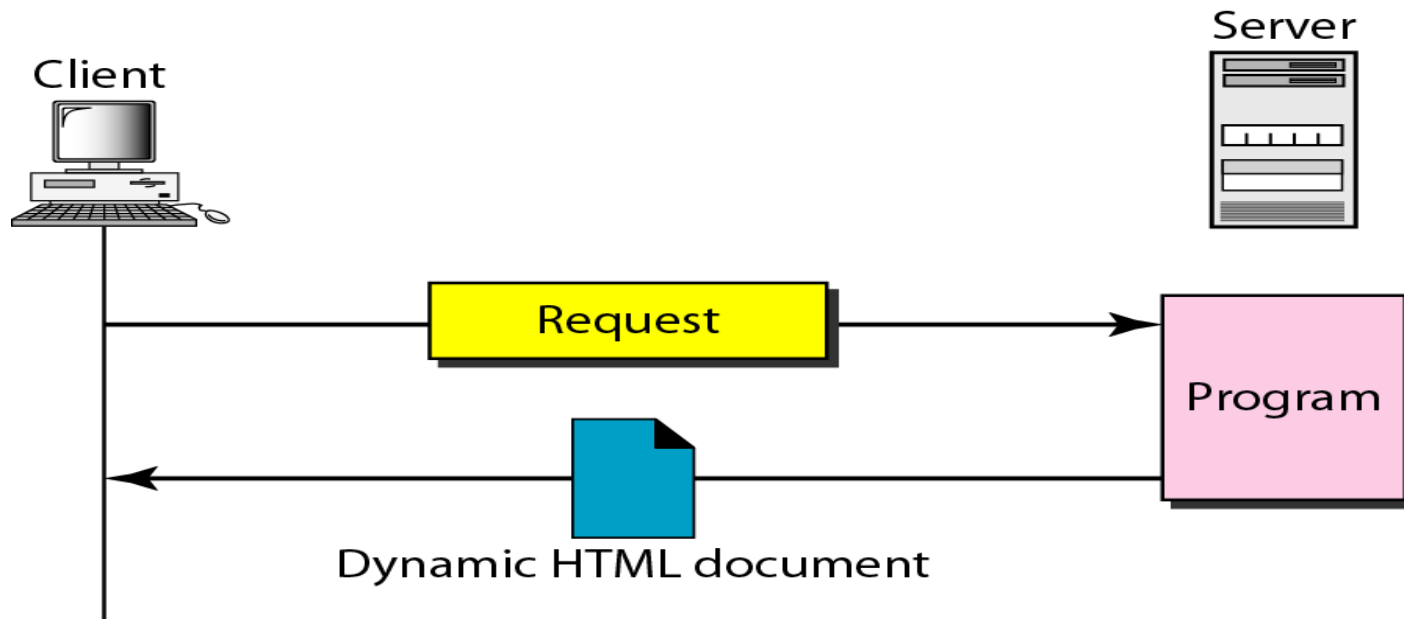 Server
Client
Request
Program
Dynamic HTML document